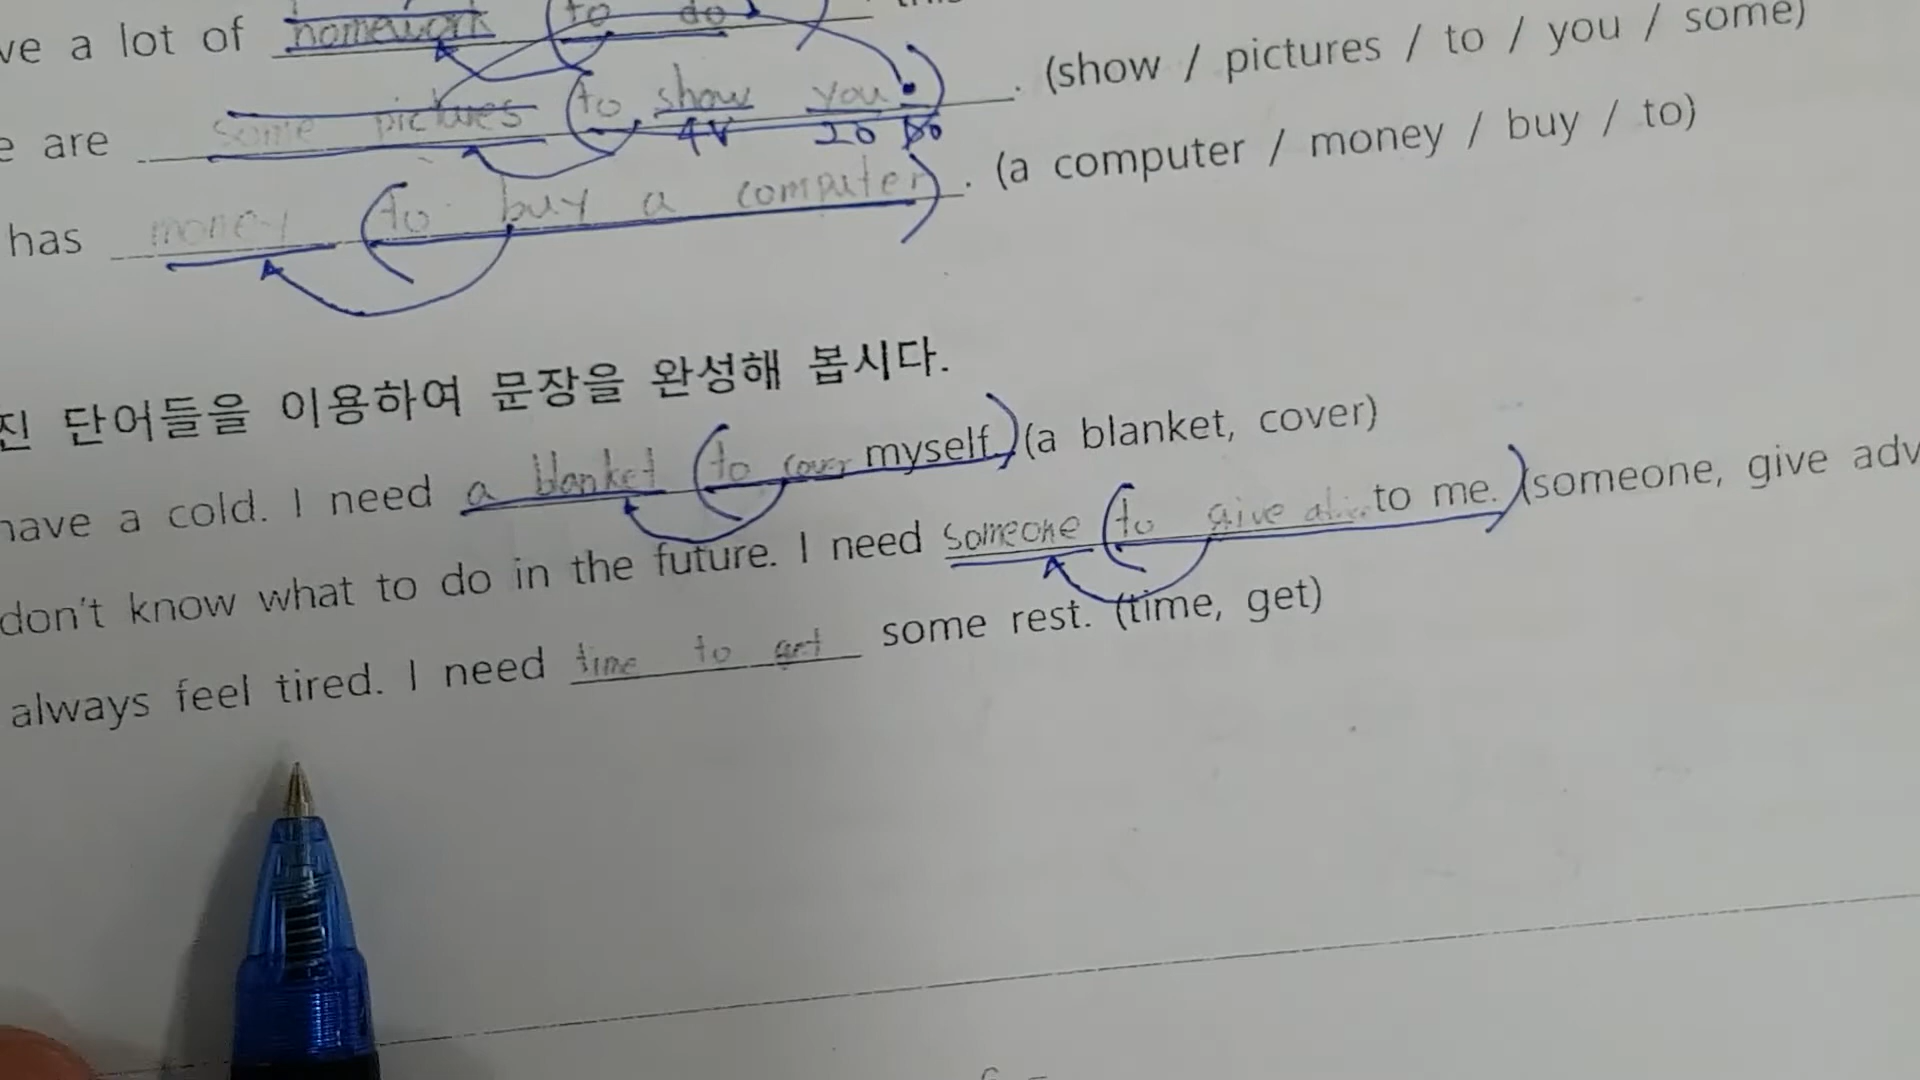 ve a lot of homework to do
e are some pictures (to show you.) . (show / pictures / to / you / some)
4V
has money (to buy a computer) . (a computer / money / buy / to)
진 단어들을 이용하여 문장을 완성해 봅시다.
have a cold. I need a blanket (to cover myself.) (a blanket, cover)
don't know what to do in the future. I need someone (to give to me.) (someone, give adv
always feel tired. I need time to get some rest. (time, get)